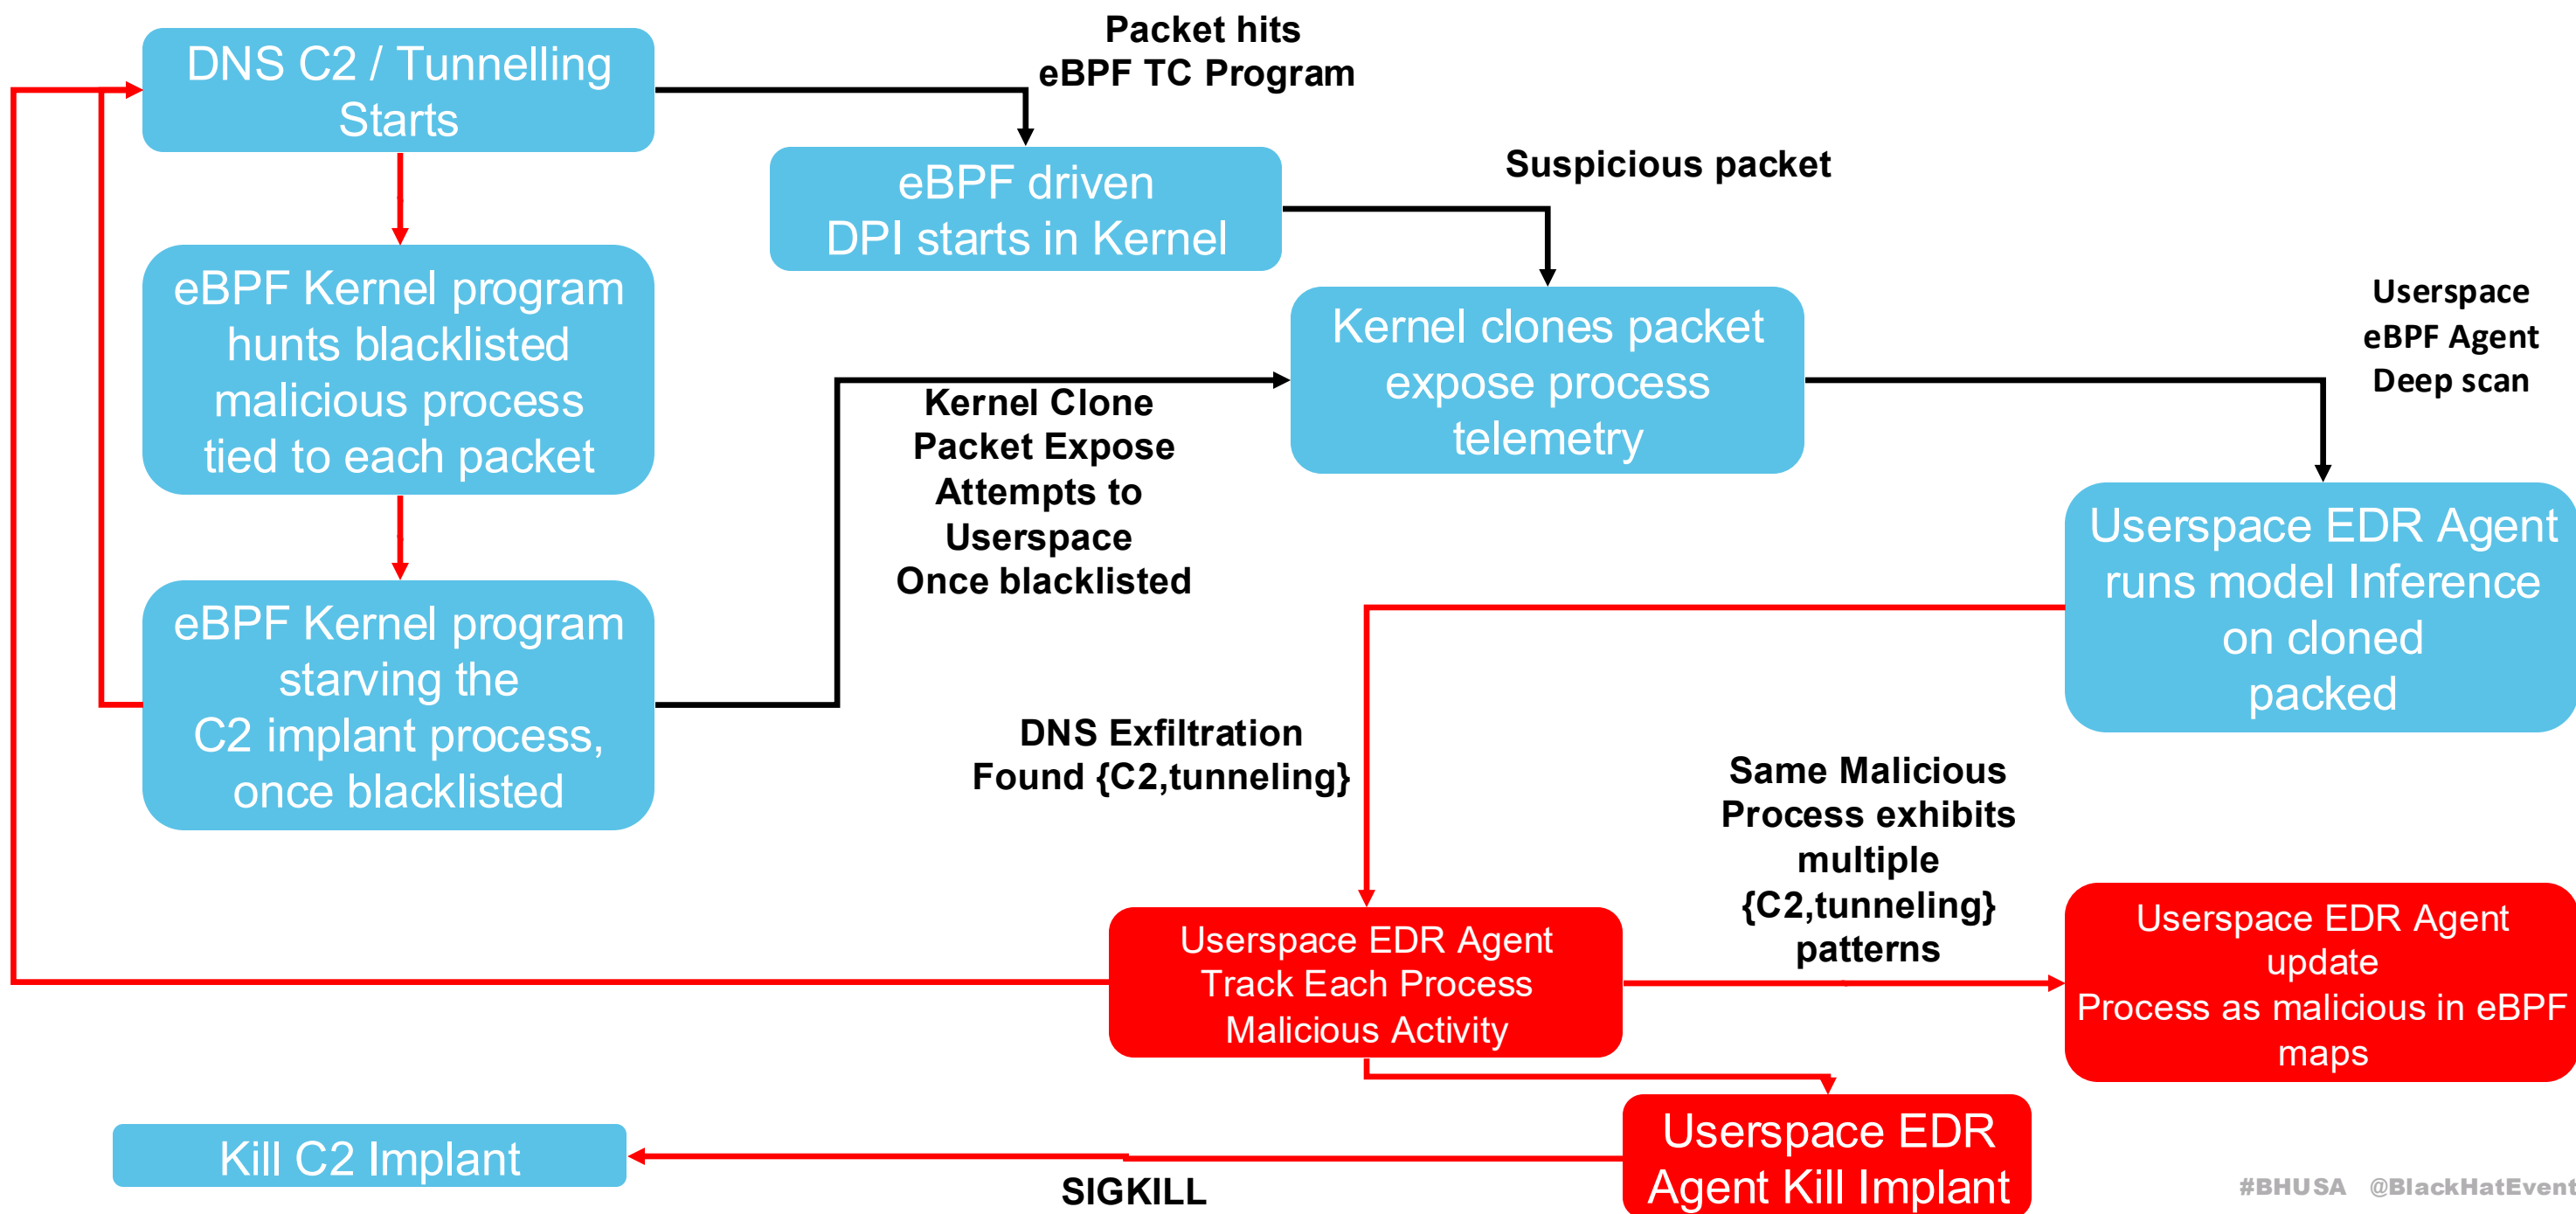 DNS C2 / Tunnelling
Starts
Packet hits
eBPF TC Program
eBPF driven
DPI starts in Kernel
Suspicious packet
eBPF Kernel program
hunts blacklisted
malicious process
tied to each packet
Kernel clones packet
expose process
telemetry
Userspace
eBPF Agent
Deep scan
Kernel Clone
Packet Expose
Attempts to
Userspace
Once blacklisted
eBPF Kernel program
starving the
C2 implant process,
once blacklisted
Userspace EDR Agent
runs model Inference
on cloned
packed
DNS Exfiltration
Found {C2,tunneling}
Same Malicious
Process exhibits
multiple
{C2,tunneling}
patterns
Userspace EDR Agent
Track Each Process
Malicious Activity
Userspace EDR Agent
update
Process as malicious in eBPF
maps
Userspace EDR
Agent Kill Implant
Kill C2 Implant
SIGKILL
#BHUSA @BlackHatEvent